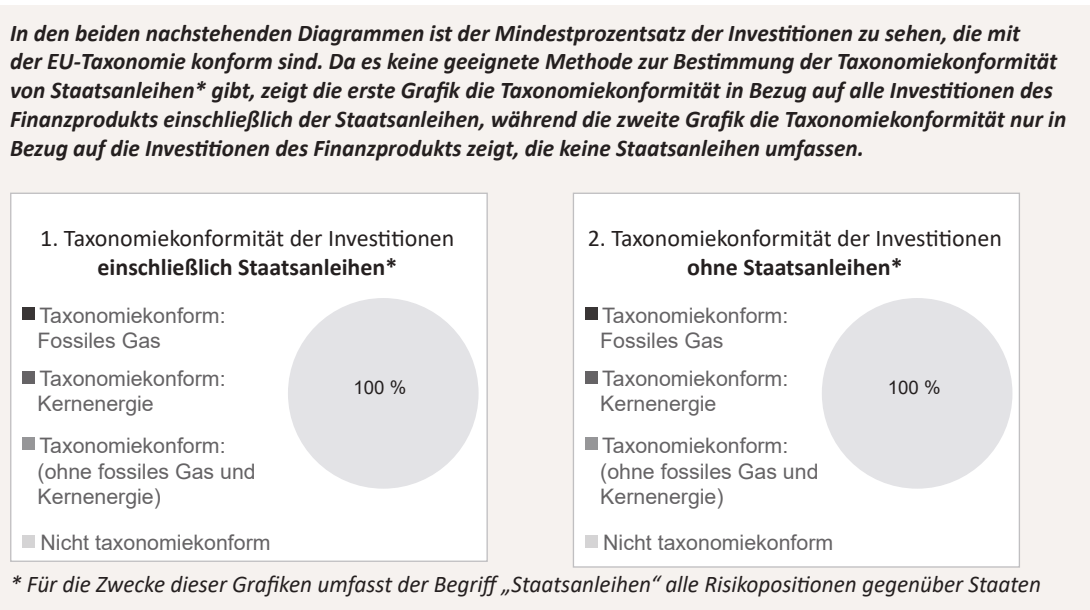 In den beiden nachstehenden Diagrammen ist der Mindestprozentsatz der Investitionen zu sehen, die mit
der EU-Taxonomie konform sind. Da es keine geeignete Methode zur Bestimmung der Taxonomiekonformität
von Staatsanleihen* gibt, zeigt die erste Grafik die Taxonomiekonformität in Bezug auf alle Investitionen des
Finanzprodukts einschließlich der Staatsanleihen, während die zweite Grafik die Taxonomiekonformität nur in
Bezug auf die Investitionen des Finanzprodukts zeigt, die keine Staatsanleihen umfassen.
1. Taxonomiekonformität der Investitionen
einschließlich Staatsanleihen*
Taxonomiekonform:
Fossiles Gas
Taxonomiekonform:
Kernenergie
Taxonomiekonform:
(ohne fossiles Gas und
Kernenergie)
Nicht taxonomiekonform
100 %
2. Taxonomiekonformität der Investitionen
ohne Staatsanleihen*
Taxonomiekonform:
Fossiles Gas
Taxonomiekonform:
Kernenergie
Taxonomiekonform:
(ohne fossiles Gas und
Kernenergie)
Nicht taxonomiekonform
100 %
* Für die Zwecke dieser Grafiken umfasst der Begriff „Staatsanleihen“ alle Risikopositionen gegenüber Staaten